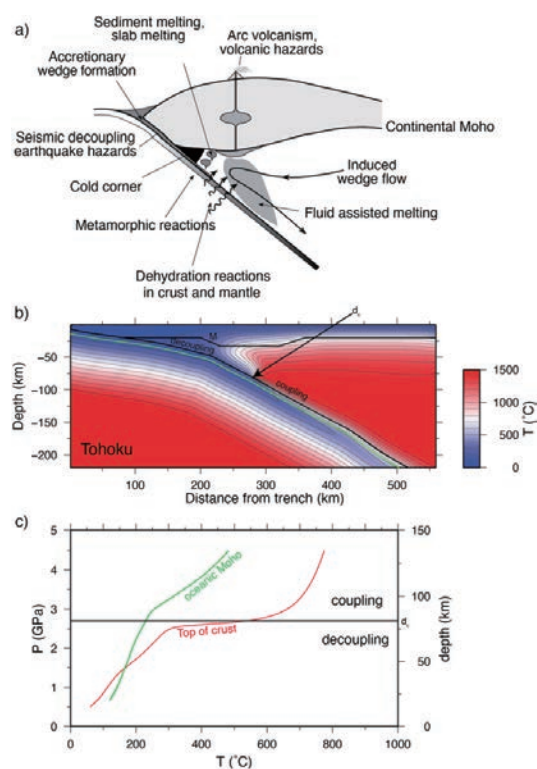 a)
Sediment melting,
slab melting
Arc volcanism,
volcanic hazards
Accretionary
wedge formation
Continental Moho
Seismic decoupling
earthquake hazards
Cold corner
Induced
wedge flow
Metamorphic reactions
Fluid assisted melting
Dehydration reactions
in crust and mantle
b)
d
M
decoupling
coupling
Tohoku
Depth (km)
0
−50
−100
−150
−200
0 100 200 300 400 500
Distance from trench (km)
1500
1000
500
0
T (˚C)
c)
5
4
3
2
1
0
P (GPa)
oceanic Moho
Top of crust
coupling
d
decoupling
150
100
50
0
depth (km)
0 200 400 600 800 1000
T (˚C)